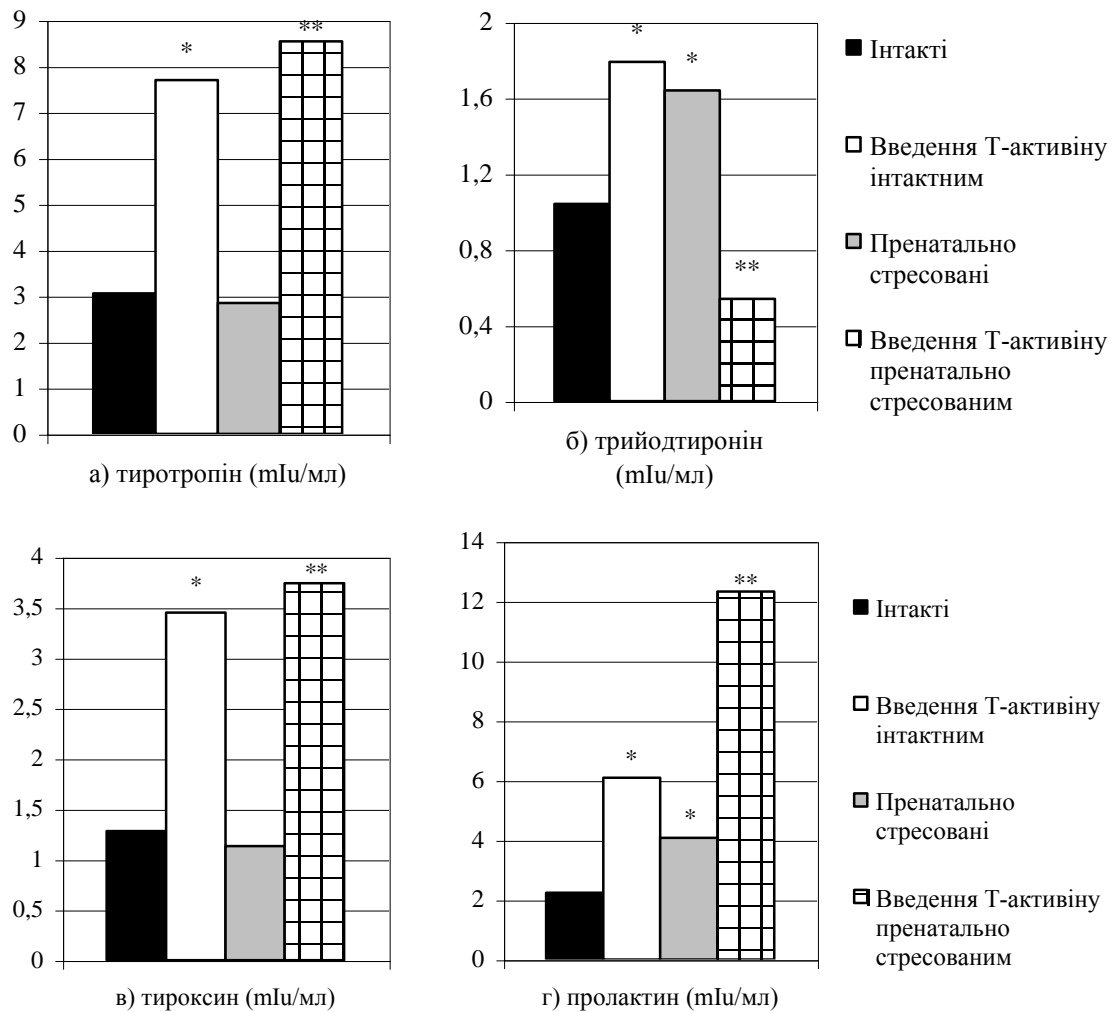 9
8
7
6
5
4
3
2
1
0
*
**
а) тиротропін (mIu/мл)
2
1,6
1,2
0,8
0,4
0
*
*
**
б) трийодтиронін
(mIu/мл)
Інтакті
Введення Т-активіну
інтактним
Пренатально
стресовані
Введення Т-активіну
пренатально
стресованим
4
3,5
3
2,5
2
1,5
1
0,5
0
*
**
в) тироксин (mIu/мл)
14
12
10
8
6
4
2
0
*
*
**
г) пролактин (mIu/мл)
Інтакті
Введення Т-активіну
інтактним
Пренатально
стресовані
Введення Т-активіну
пренатально
стресованим